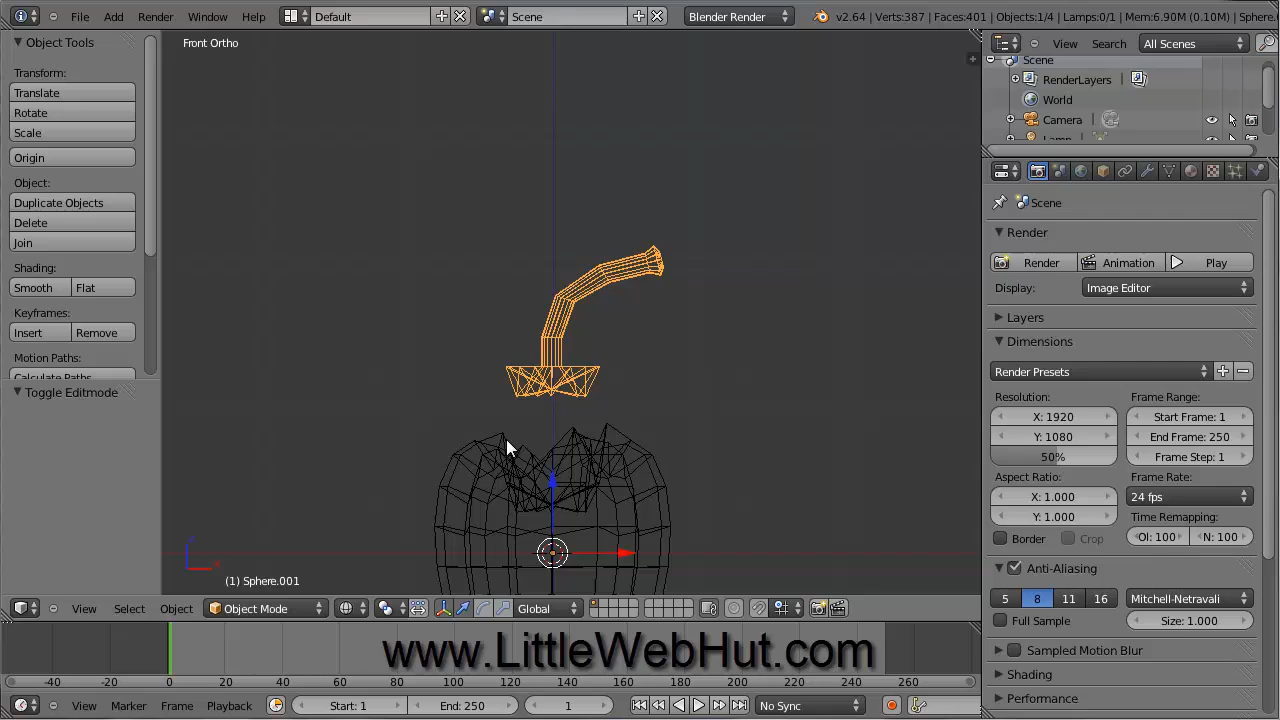 File Add Render Window Help Default Scene Blender Render v2.64 | Verts:387 | Faces:401 | Objects:1/4 | Lamps:0/1 | Mem:6.90M (0.10M) | Sphere.
Object Tools
Transform:
Translate
Rotate
Scale
Origin
Object:
Duplicate Objects
Delete
Join
Shading:
Smooth Flat
Keyframes:
Insert Remove
Motion Paths:
Calculate Paths
Toggle Editmode
Front Ortho
(1) Sphere.001
View Select Object Object Mode Global
View Search All Scenes
Scene
RenderLayers
World
Camera
Lamp
Scene
Render
Render Animation Play
Display: Image Editor
Layers
Dimensions
Render Presets
Resolution: Frame Range:
X: 1920 Start Frame: 1
Y: 1080 End Frame: 250
50% Frame Step: 1
Aspect Ratio: Frame Rate:
X: 1.000 24 fps
Y: 1.000 Time Remapping:
Border Crop Ol: 100 N: 100
Anti-Aliasing
5 8 11 16 Mitchell-Netravali
Full Sample Size: 1.000
Sampled Motion Blur
Shading
Performance
www.LittleWebHut.com
-40 -20 0 20 40 60 80 100 120 140 160 180 200 220 240 260
View Marker Frame Playback Start: 1 End: 250 1 No Sync